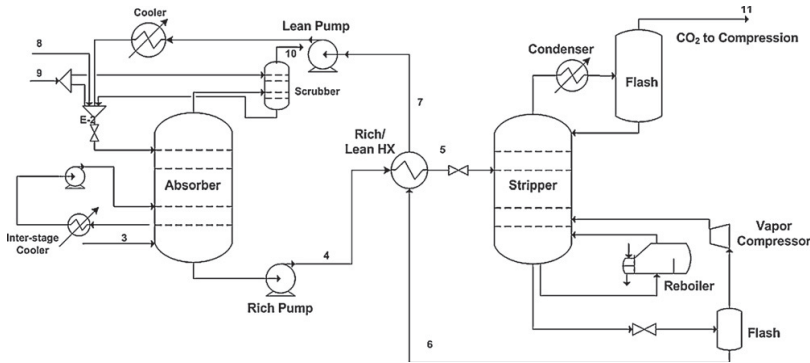 Cooler
Lean Pump
11
8
10
CO₂ to Compression
Condenser
9
Scrubber
Flash
7
E-2
Rich/
Lean HX
5
Absorber
Stripper
Inter-stage
Cooler
3
4
Vapor
Compressor
Reboiler
Rich Pump
6
Flash